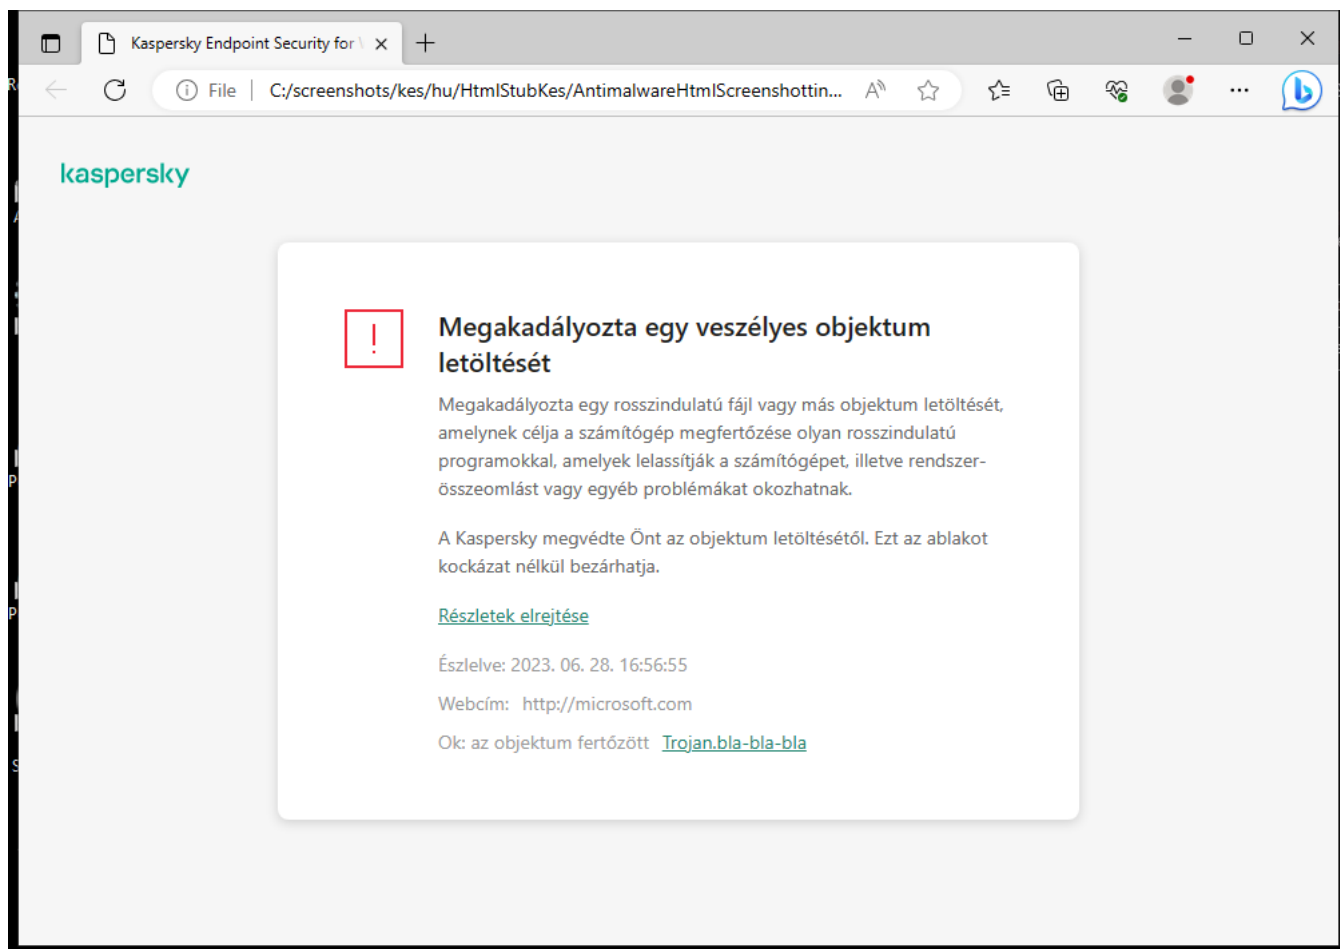 Kaspersky Endpoint Security for
File C:/screenshots/kes/hu/HtmlStubKes/AntimalwareHtmlScreenshottin...
kaspersky
Megakadályozta egy veszélyes objektum
letöltését
Megakadályozta egy rosszindulatú fájl vagy más objektum letöltését,
amelynek célja a számítógép megfertőzése olyan rosszindulatú
programokkal, amelyek lelassítják a számítógépet, illetve rendszer-
összeomlást vagy egyéb problémákat okozhatnak.
A Kaspersky megvédte Önt az objektum letöltésétől. Ezt az ablakot
kockázat nélkül bezárhatja.
Részletek elrejtése
Észlelve: 2023. 06. 28. 16:56:55
Webcím: http://microsoft.com
Ok: az objektum fertőzött Trojan.bla-bla-bla